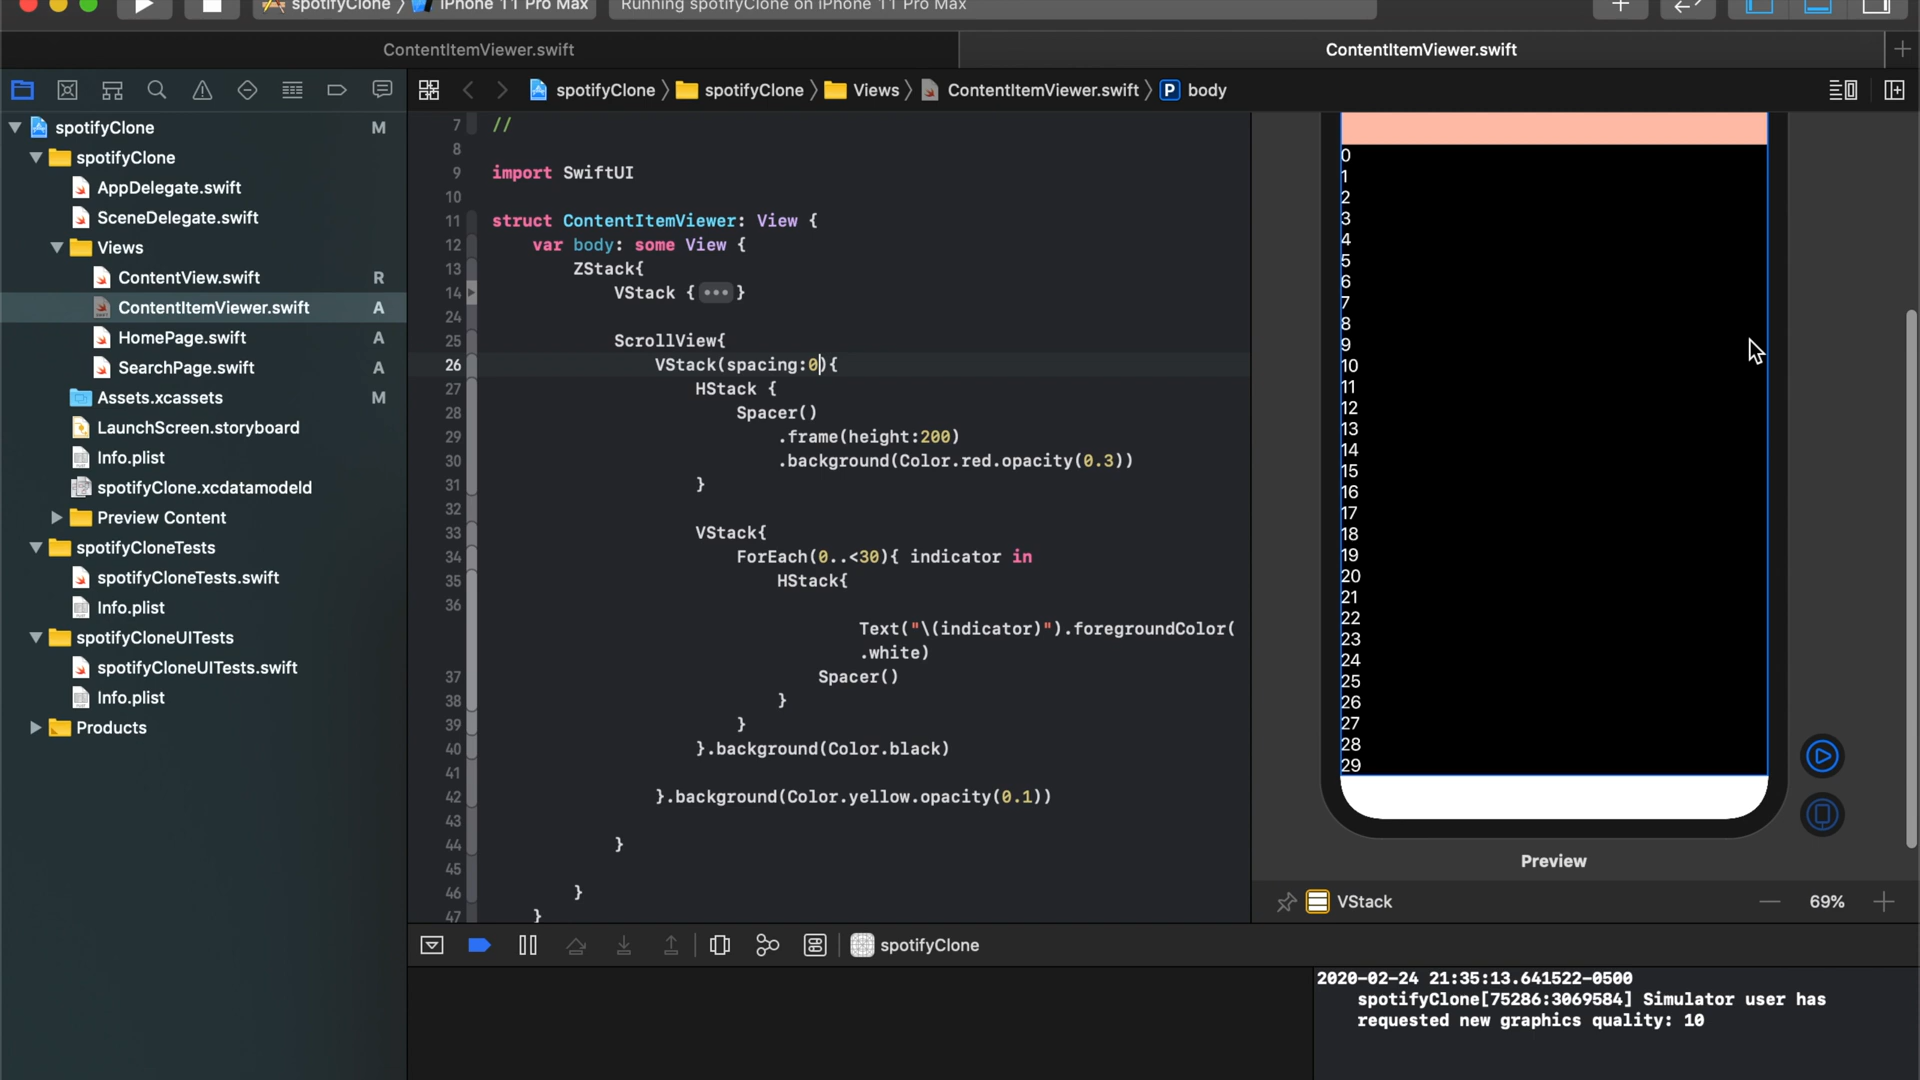 spotifyClone 〉 iPhone 11 Pro Max
Running spotifyClone on iPhone 11 Pro Max
ContentItemViewer.swift
ContentItemViewer.swift
spotifyClone 〉 spotifyClone 〉 Views 〉 ContentItemViewer.swift 〉 P body
spotifyClone M
spotifyClone
AppDelegate.swift
SceneDelegate.swift
Views
ContentView.swift R
ContentItemViewer.swift A
HomePage.swift A
SearchPage.swift A
Assets.xcassets M
LaunchScreen.storyboard
Info.plist
spotifyClone.xcdatamodeld
Preview Content
spotifyCloneTests
spotifyCloneTests.swift
Info.plist
spotifyCloneUITests
spotifyCloneUITests.swift
Info.plist
Products
7 //
8
9 import SwiftUI
10
11 struct ContentItemViewer: View {
12 var body: some View {
13 ZStack{
14 VStack {•••}
24
25 ScrollView{
26 VStack(spacing:0){
27 HStack {
28 Spacer()
29 .frame(height:200)
30 .background(Color.red.opacity(0.3))
31 }
32
33 VStack{
34 ForEach(0..<30){ indicator in
35 HStack{
36
Text("\(indicator)").foregroundColor(
.white)
37 Spacer()
38 }
39 }
40 }.background(Color.black)
41
42 }.background(Color.yellow.opacity(0.1))
43
44 }
45
46 }
47 }
0
1
2
3
4
5
6
7
8
9
10
11
12
13
14
15
16
17
18
19
20
21
22
23
24
25
26
27
28
29
Preview
VStack
69%
spotifyClone
2020-02-24 21:35:13.641522-0500
spotifyClone[75286:3069584] Simulator user has
requested new graphics quality: 10